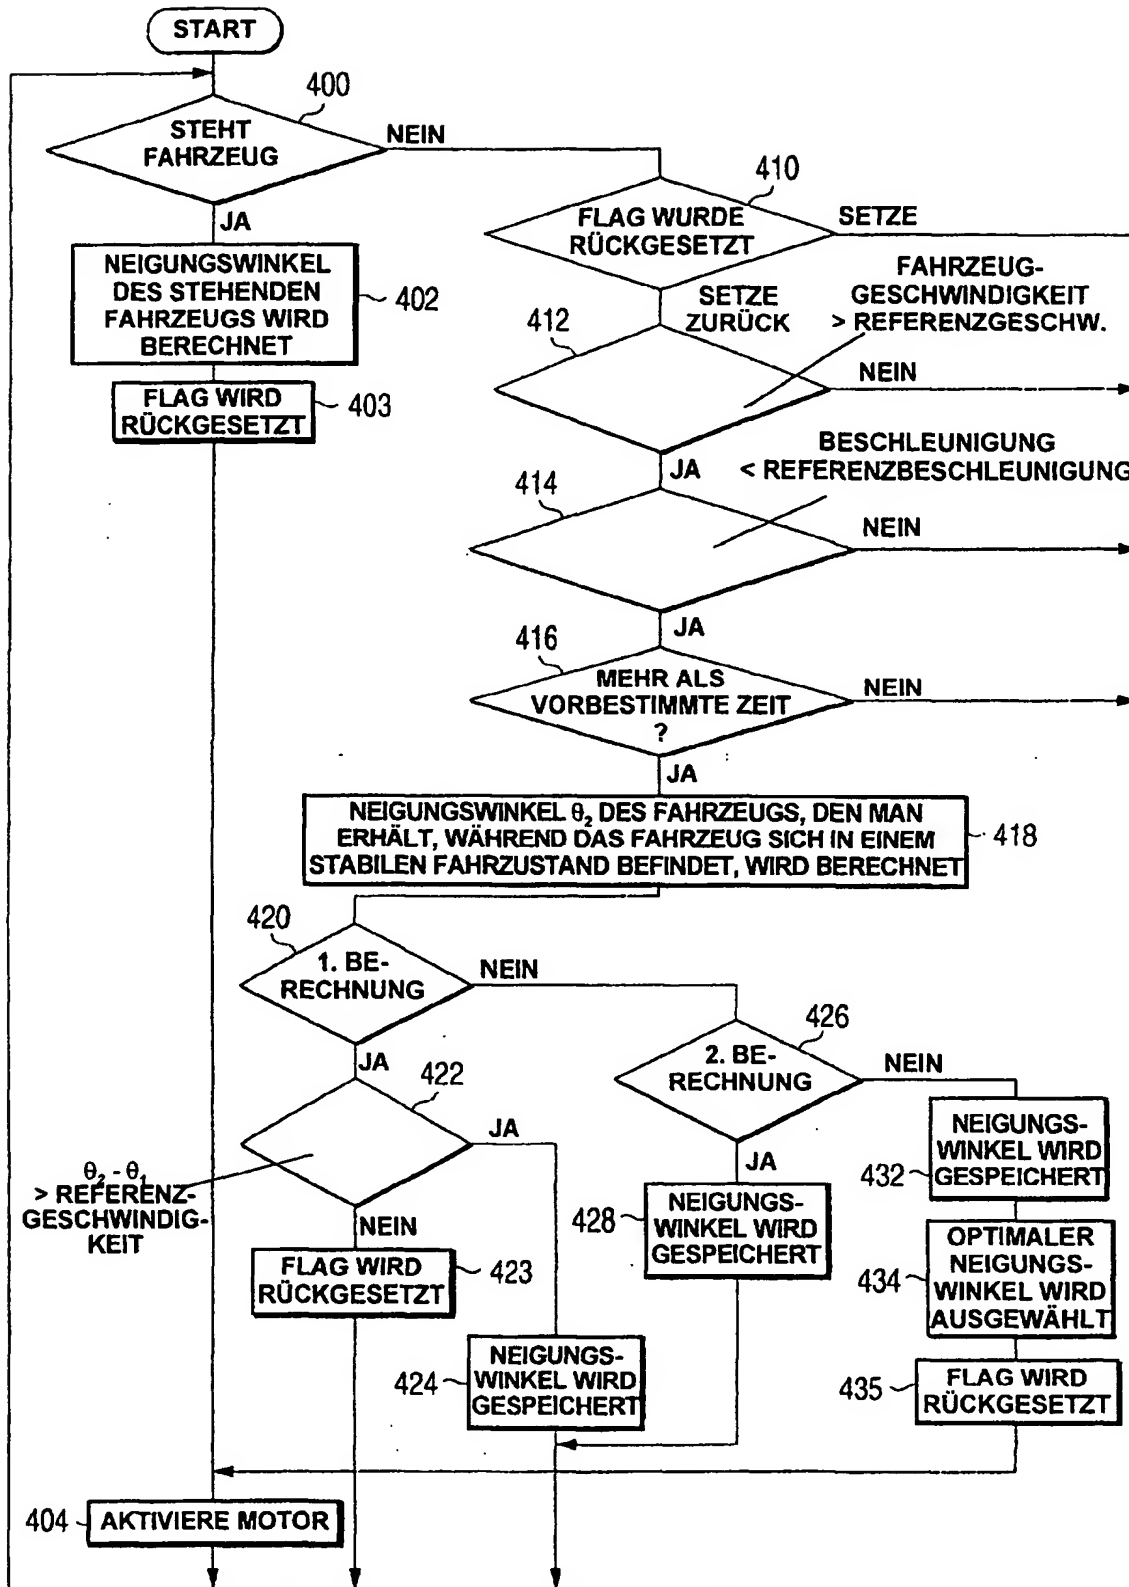 START
400
STEHT
FAHRZEUG
NEIN
JA
410
FLAG WURDE
RÜCKGESETZT
SETZE
NEIGUNGSWINKEL
DES STEHENDEN
FAHRZEUGS WIRD
BERECHNET
402
SETZE
ZURÜCK
FAHRZEUG-
GESCHWINDIGKEIT
> REFERENZGESCHW.
412
NEIN
FLAG WIRD
RÜCKGESETZT
403
JA
BESCHLEUNIGUNG
< REFERENZBESCHLEUNIGUNG
414
NEIN
JA
416
MEHR ALS
VORBESTIMMTE ZEIT
?
NEIN
JA
NEIGUNGSWINKEL θ₂ DES FAHRZEUGS, DEN MAN
ERHÄLT, WÄHREND DAS FAHRZEUG SICH IN EINEM
STABILEN FAHRZUSTAND BEFINDET, WIRD BERECHNET
418
420
1. BE-
RECHNUNG
NEIN
JA
426
2. BE-
RECHNUNG
NEIN
JA
422
JA
θ₂ - θ₁
> REFERENZ-
GESCHWINDIG-
KEIT
NEIN
NEIGUNGS-
WINKEL WIRD
GESPEICHERT
432
NEIGUNGS-
WINKEL WIRD
GESPEICHERT
428
FLAG WIRD
RÜCKGESETZT
423
OPTIMALER
NEIGUNGS-
WINKEL WIRD
AUSGEWÄHLT
434
NEIGUNGS-
WINKEL WIRD
GESPEICHERT
424
FLAG WIRD
RÜCKGESETZT
435
404
AKTIVIERE MOTOR